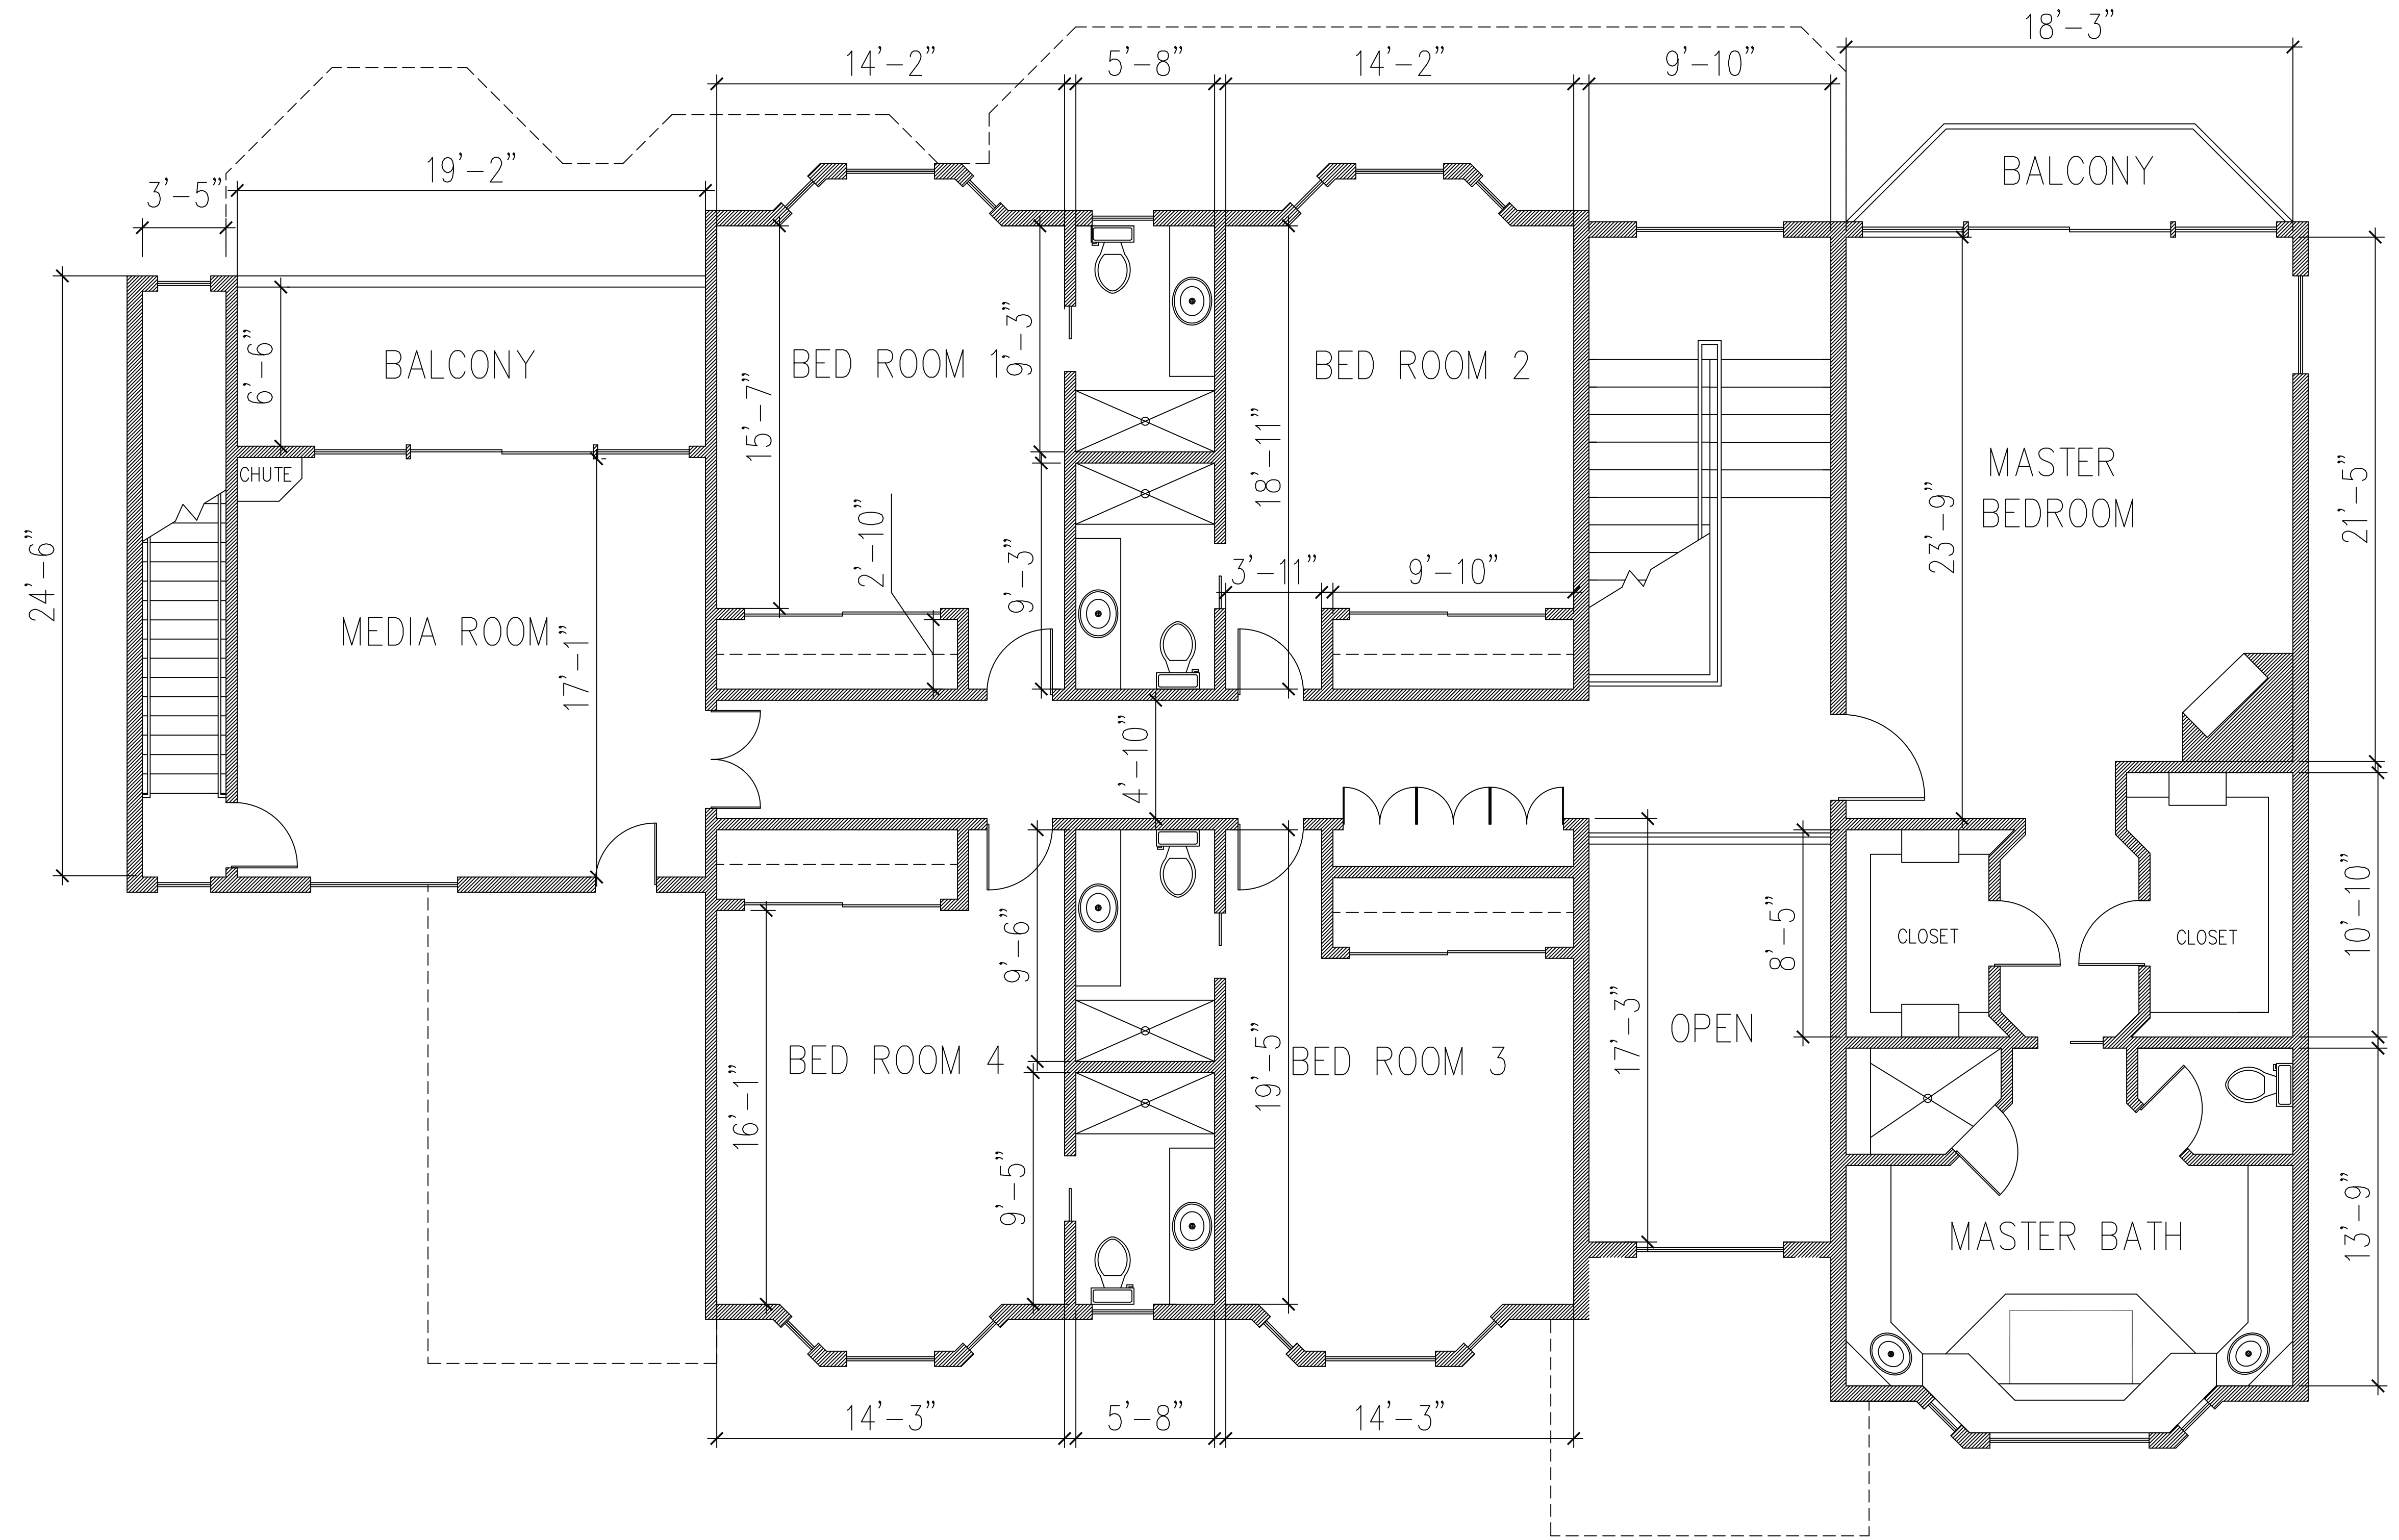 18’-3”
14’-2”
5’-8”
14’-2”
9’-10”
19’-2”
3’-5”
BALCONY
BALCONY
6’-6”
BED ROOM 1
9’-3”
BED ROOM 2
15’-7”
18’-11”
CHUTE
MASTER
BEDROOM
23’-9”
21’-5”
24’-6”
2’-10”
9’-3”
3’-11”
9’-10”
MEDIA ROOM
17’-1”
4’-10”
9’-6”
8’-5”
CLOSET
CLOSET
10’-10”
BED ROOM 4
16’-1”
19’-5”
BED ROOM 3
17’-3”
OPEN
9’-5”
MASTER BATH
13’-9”
14’-3”
5’-8”
14’-3”